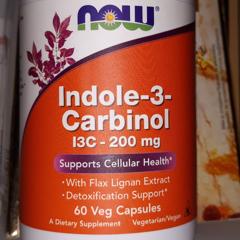 NOW
Indole-3-
Carbinol
I3C - 200 mg
Supports Cellular Health*
• With Flax Lignan Extract
• Detoxification Support*
60 Veg Capsules
A Dietary Supplement Vegetarian/Vegan